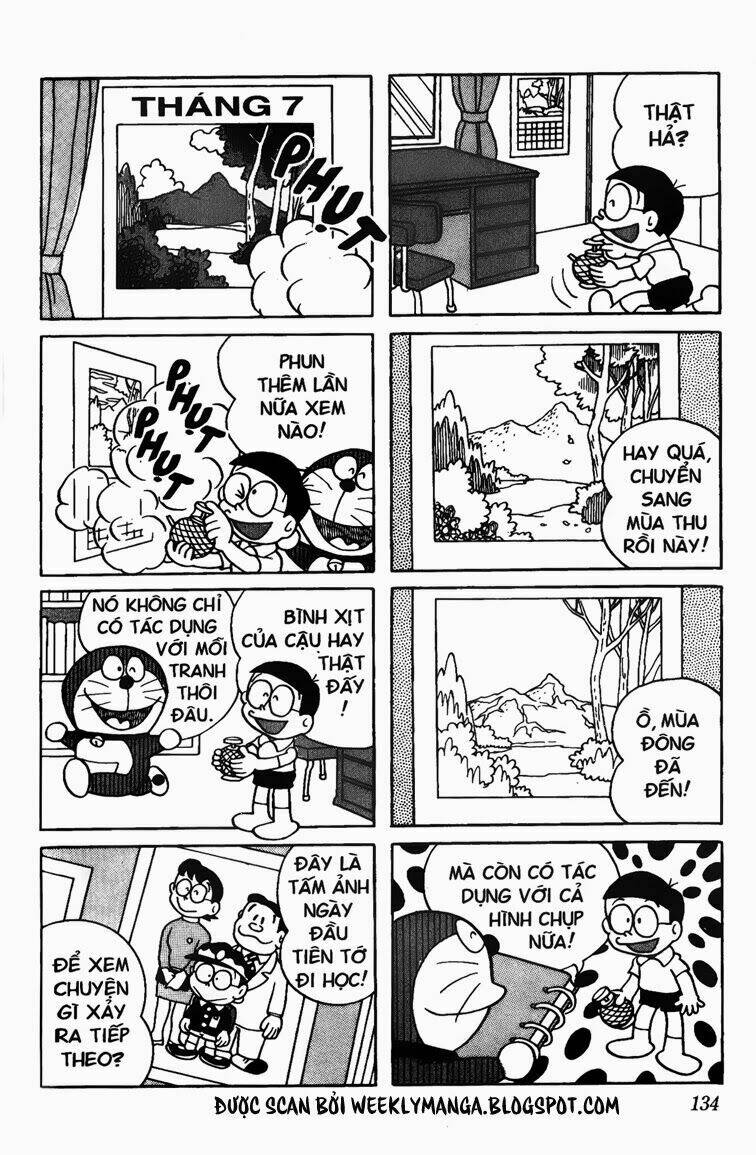 THẬT
HẢ?
THÁNG 7
PHỤT
HAY QUÁ,
CHUYỂN
SANG
MÙA THU
RỒI NÀY!
PHUN
THÊM LẦN
NỮA XEM
NÀO!
PHỤT
PHỤT
Ồ, MÙA
ĐÔNG
ĐÃ
ĐẾN!
BÌNH XỊT
CỦA CẬU HAY
THẬT
ĐẤY
!
NÓ KHÔNG CHỈ
CÓ TÁC DỤNG
VỚI MỖI
TRANH
THÔI
ĐÂU.
MÀ CÒN CÓ TÁC
DỤNG VỚI CẢ
HÌNH CHỤP
NỮA!
ĐÂY LÀ
TẤM ẢNH
NGÀY
ĐẦU
TIÊN TỚ
ĐI HỌC!
ĐỂ XEM
CHUYỆN
GÌ XẢY
RA TIẾP
THEO?
ĐƯỢC SCAN BỞI WEEKLYMANGA.BLOGSPOT.COM
134